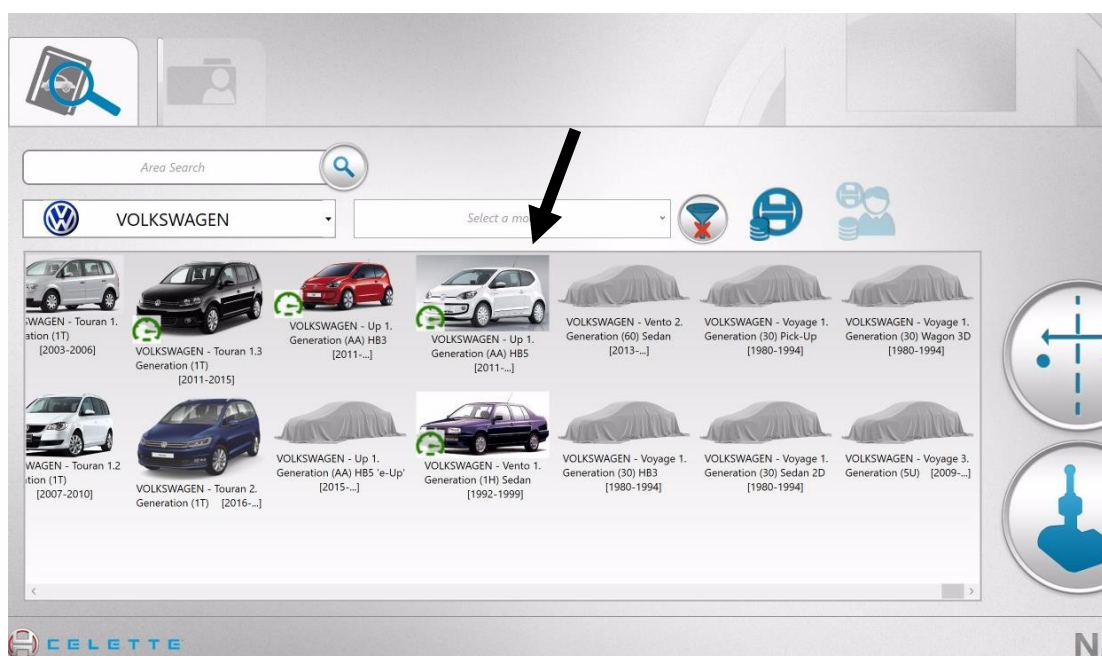 Area Search
VOLKSWAGEN
Select a mo
WAGEN - Touran 1.
ation (1T)
[2003-2006]
VOLKSWAGEN - Touran 1.3
Generation (1T)
[2011-2015]
VOLKSWAGEN - Up 1.
Generation (AA) HB3
[2011-...]
VOLKSWAGEN - Up 1.
Generation (AA) HB5
[2011-...]
VOLKSWAGEN - Vento 2.
Generation (60) Sedan
[2013-...]
VOLKSWAGEN - Voyage 1.
Generation (30) Pick-Up
[1980-1994]
VOLKSWAGEN - Voyage 1.
Generation (30) Wagon 3D
[1980-1994]
WAGEN - Touran 1.2
tion (1T)
[2007-2010]
VOLKSWAGEN - Touran 2.
Generation (1T) [2016-...]
VOLKSWAGEN - Up 1.
Generation (AA) HB5 'e-Up'
[2015-...]
VOLKSWAGEN - Vento 1.
Generation (1H) Sedan
[1992-1999]
VOLKSWAGEN - Voyage 1.
Generation (30) HB3
[1980-1994]
VOLKSWAGEN - Voyage 1.
Generation (30) Sedan 2D
[1980-1994]
VOLKSWAGEN - Voyage 3.
Generation (5U) [2009-...]
CELETTE
N